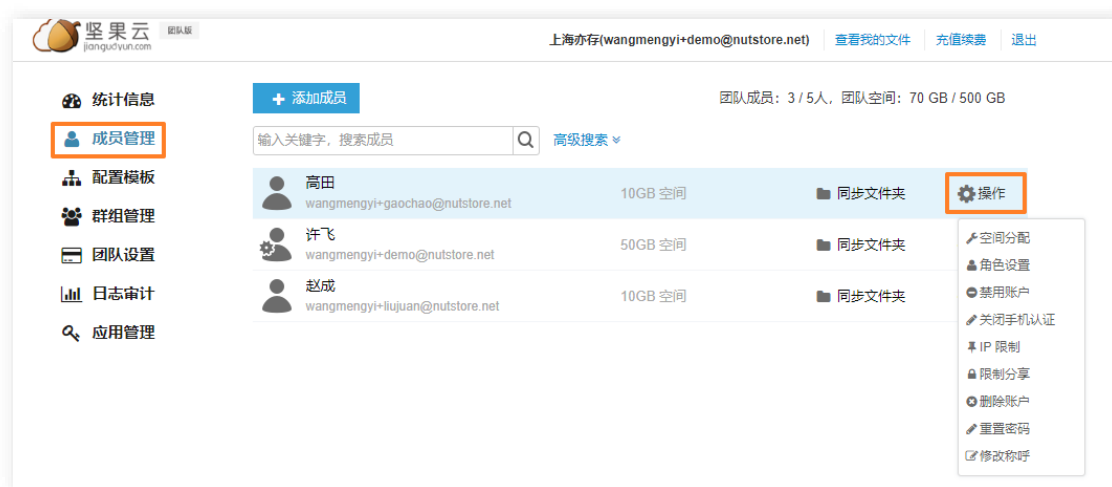 坚果云 团队版
jianguoyun.com
上海亦存(wangmengyi+demo@nutstore.net) 查看我的文件 充值续费 退出
统计信息
成员管理
配置模板
群组管理
团队设置
日志审计
应用管理
添加成员 团队成员：3 / 5人，团队空间：70 GB / 500 GB
输入关键字，搜索成员 高级搜索
高田 10GB 空间 同步文件夹 操作
wangmengyi+gaochao@nutstore.net
许飞 50GB 空间 同步文件夹
wangmengyi+demo@nutstore.net
赵成 10GB 空间 同步文件夹
wangmengyi+liujuan@nutstore.net
空间分配
角色设置
禁用账户
关闭手机认证
IP 限制
限制分享
删除账户
重置密码
修改称呼